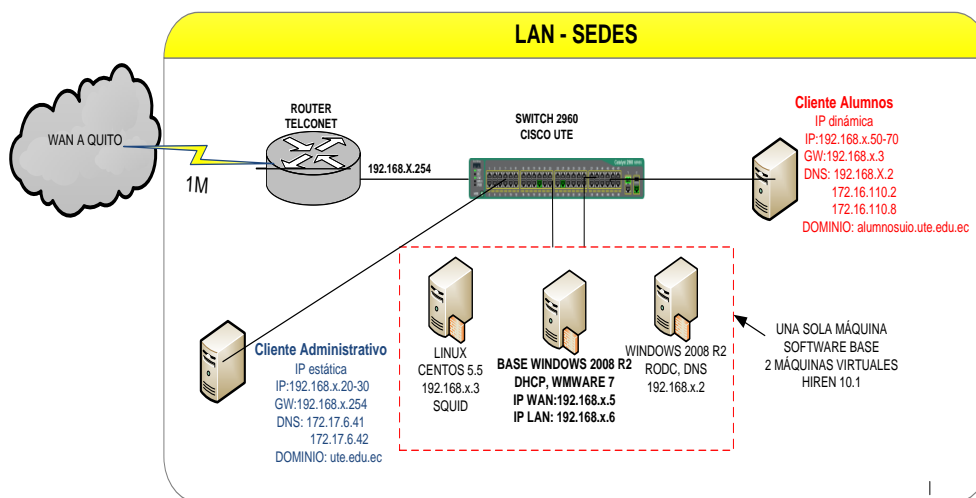 LAN - SEDES
WAN A QUITO
1M
ROUTER
TELCONET
192.168.X.254
SWITCH 2960
CISCO UTE
Cliente Alumnos
IP dinámica
IP:192.168.x.50-70
GW:192.168.x.3
DNS: 192.168.X.2
172.16.110.2
172.16.110.8
DOMINIO: alumnosuio.ute.edu.ec
Cliente Administrativo
IP estática
IP:192.168.x.20-30
GW:192.168.x.254
DNS: 172.17.6.41
172.17.6.42
DOMINIO: ute.edu.ec
LINUX
CENTOS 5.5
192.168.x.3
SQUID
BASE WINDOWS 2008 R2
DHCP, WMWARE 7
IP WAN:192.168.x.5
IP LAN: 192.168.x.6
WINDOWS 2008 R2
RODC, DNS
192.168.x.2
UNA SOLA MÁQUINA
SOFTWARE BASE
2 MÁQUINAS VIRTUALES
HIREN 10.1